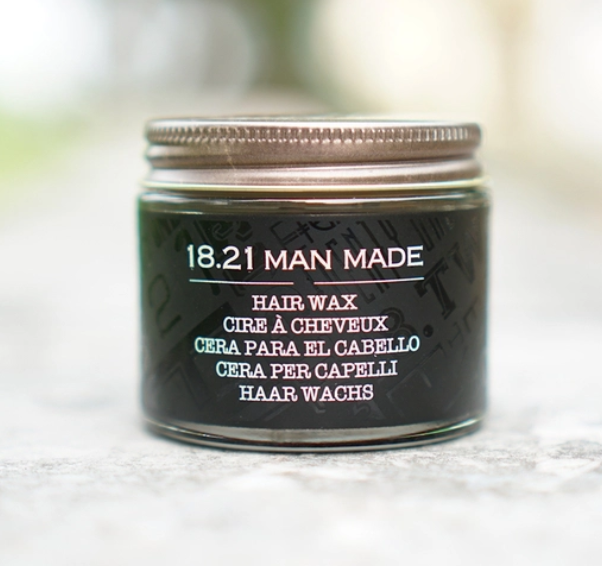 18.21 MAN MADE
HAIR WAX
CIRE À CHEVEUX
CERA PARA EL CABELLO
CERA PER CAPELLI
HAAR WACHS